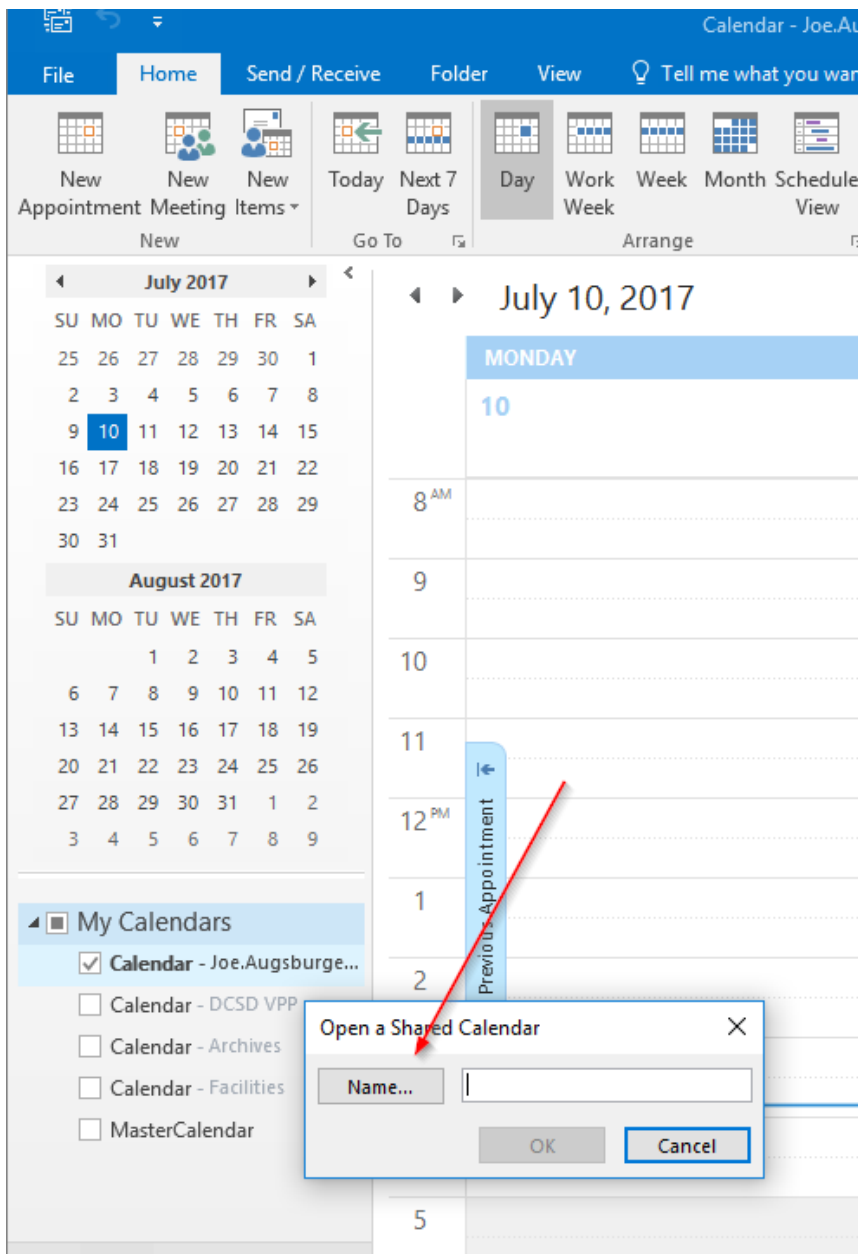 Calendar - Joe.Au
File Home Send / Receive Folder View Tell me what you wan
New Appointment
New Meeting
New Items
Today
Next 7 Days
Day
Work Week
Week
Month
Schedule View
New
Go To
Arrange
July 2017
SU MO TU WE TH FR SA
25 26 27 28 29 30 1
2 3 4 5 6 7 8
9 10 11 12 13 14 15
16 17 18 19 20 21 22
23 24 25 26 27 28 29
30 31
August 2017
SU MO TU WE TH FR SA
1 2 3 4 5
6 7 8 9 10 11 12
13 14 15 16 17 18 19
20 21 22 23 24 25 26
27 28 29 30 31 1 2
3 4 5 6 7 8 9
My Calendars
Calendar - Joe.Augsburge...
Calendar - DCSD VPP
Calendar - Archives
Calendar - Facilities
MasterCalendar
July 10, 2017
MONDAY
10
8 AM
9
10
11
12 PM
1
2
5
Previous Appointment
Open a Shared Calendar
Name...
OK Cancel